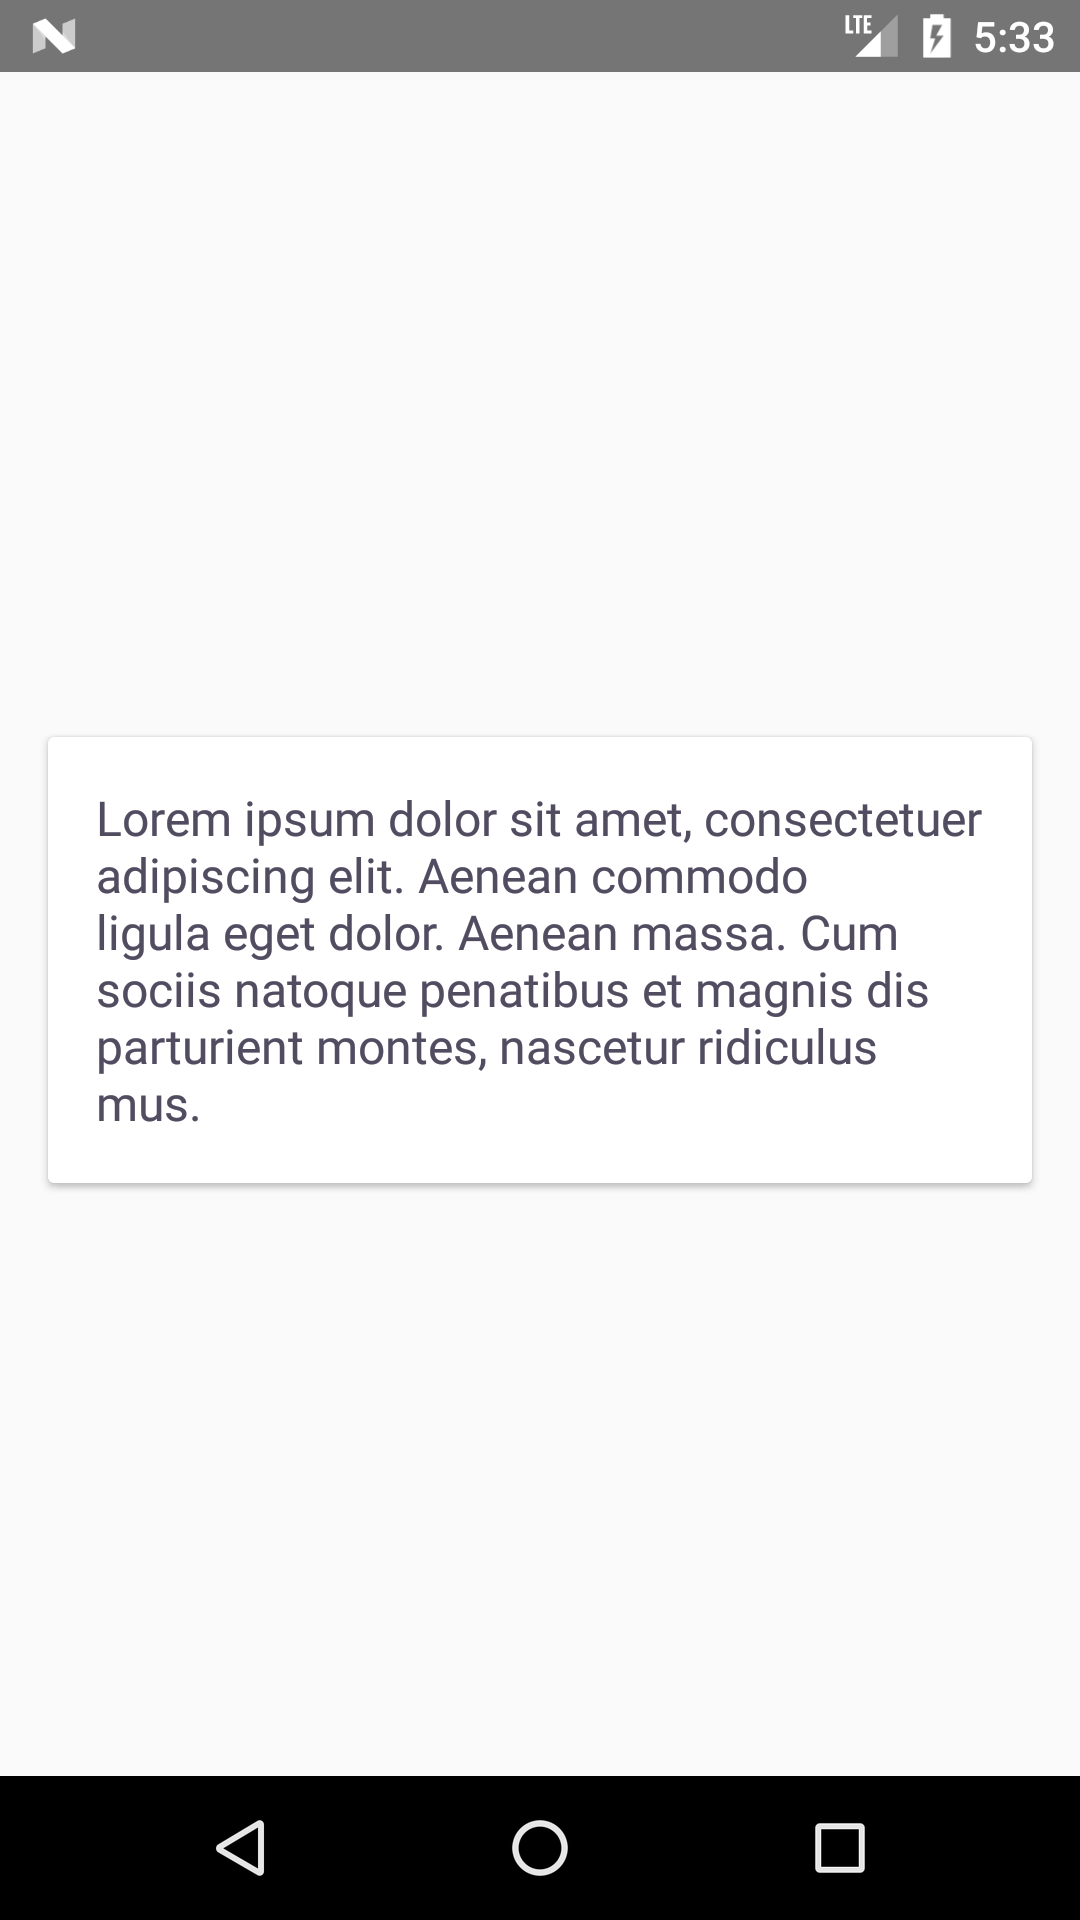 LTE 5:33
Lorem ipsum dolor sit amet, consectetuer
adipiscing elit. Aenean commodo
ligula eget dolor. Aenean massa. Cum
sociis natoque penatibus et magnis dis
parturient montes, nascetur ridiculus
mus.